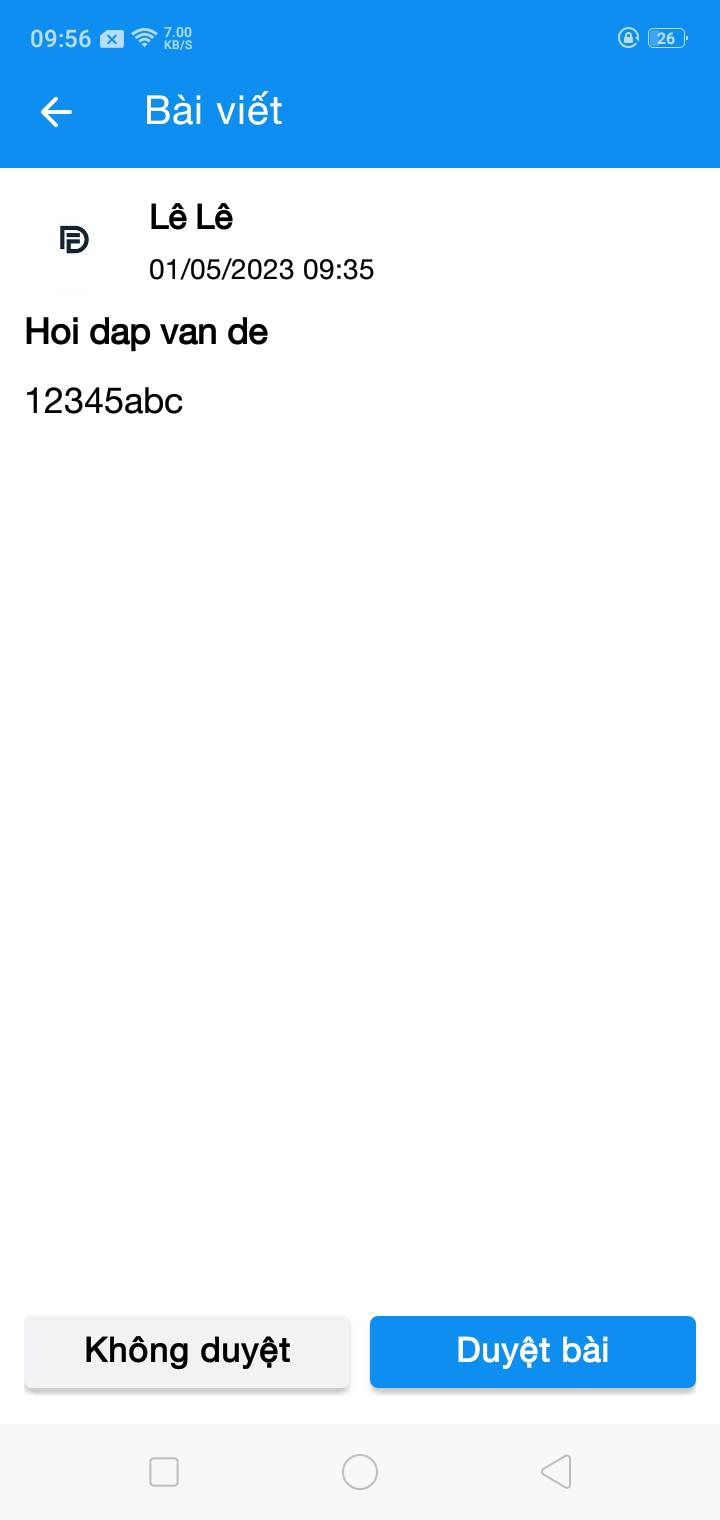 09:56 7.00 KB/S 26
Bài viết
Lê Lê
01/05/2023 09:35
Hoi dap van de
12345abc
Không duyệt Duyệt bài